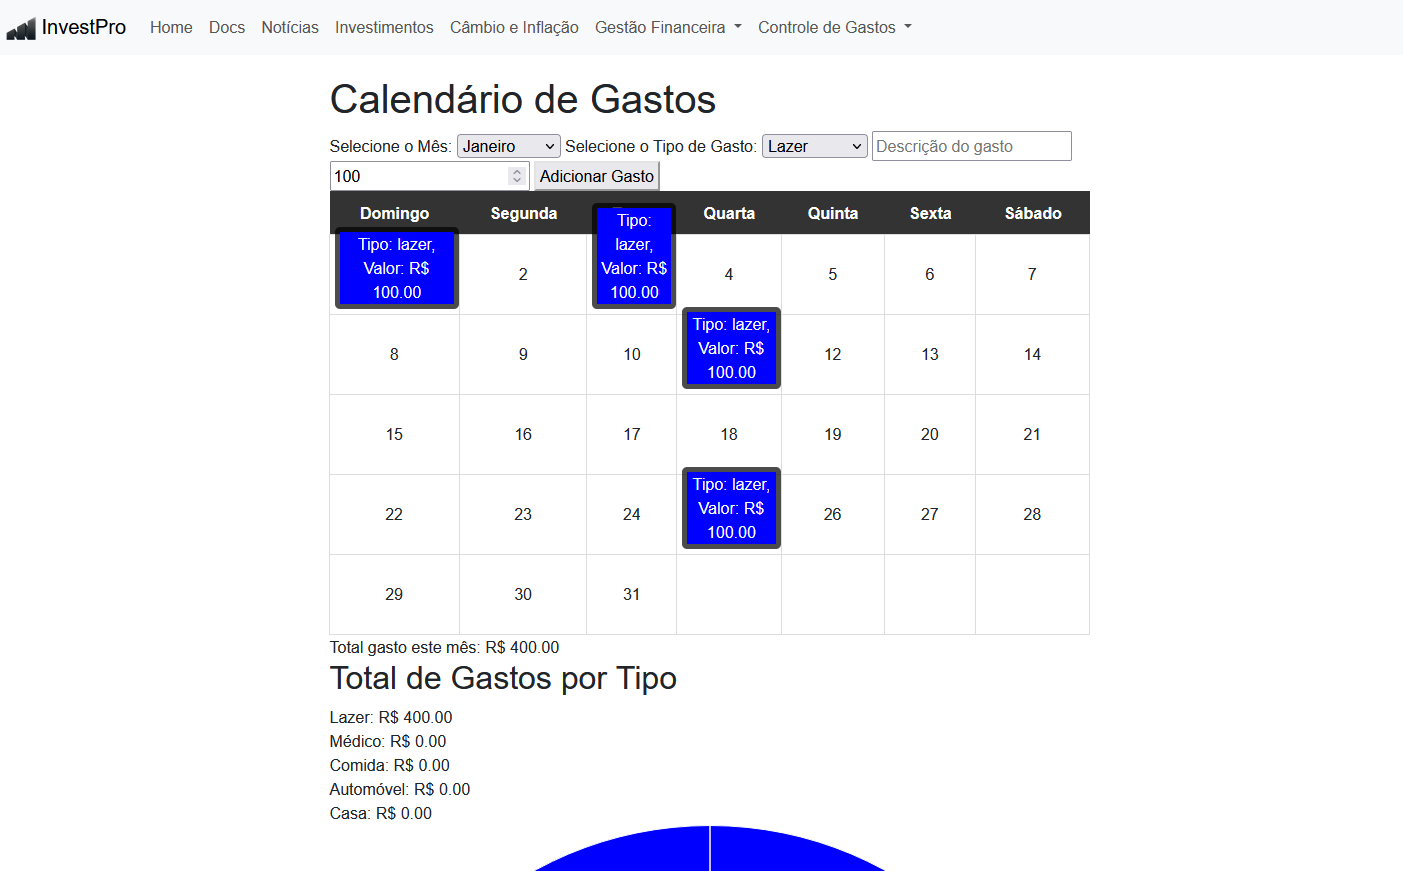 InvestPro Home Docs Notícias Investimentos Câmbio e Inflação Gestão Financeira Controle de Gastos
Calendário de Gastos
Selecione o Mês: Janeiro Selecione o Tipo de Gasto: Lazer Descrição do gasto
100 Adicionar Gasto
Domingo Segunda Quarta Quinta Sexta Sábado
Tipo: lazer, Valor: R$ 100.00 2 Tipo: lazer, Valor: R$ 100.00 4 5 6 7
8 9 10 Tipo: lazer, Valor: R$ 100.00 12 13 14
15 16 17 18 19 20 21
22 23 24 Tipo: lazer, Valor: R$ 100.00 26 27 28
29 30 31
Total gasto este mês: R$ 400.00
Total de Gastos por Tipo
Lazer: R$ 400.00
Médico: R$ 0.00
Comida: R$ 0.00
Automóvel: R$ 0.00
Casa: R$ 0.00